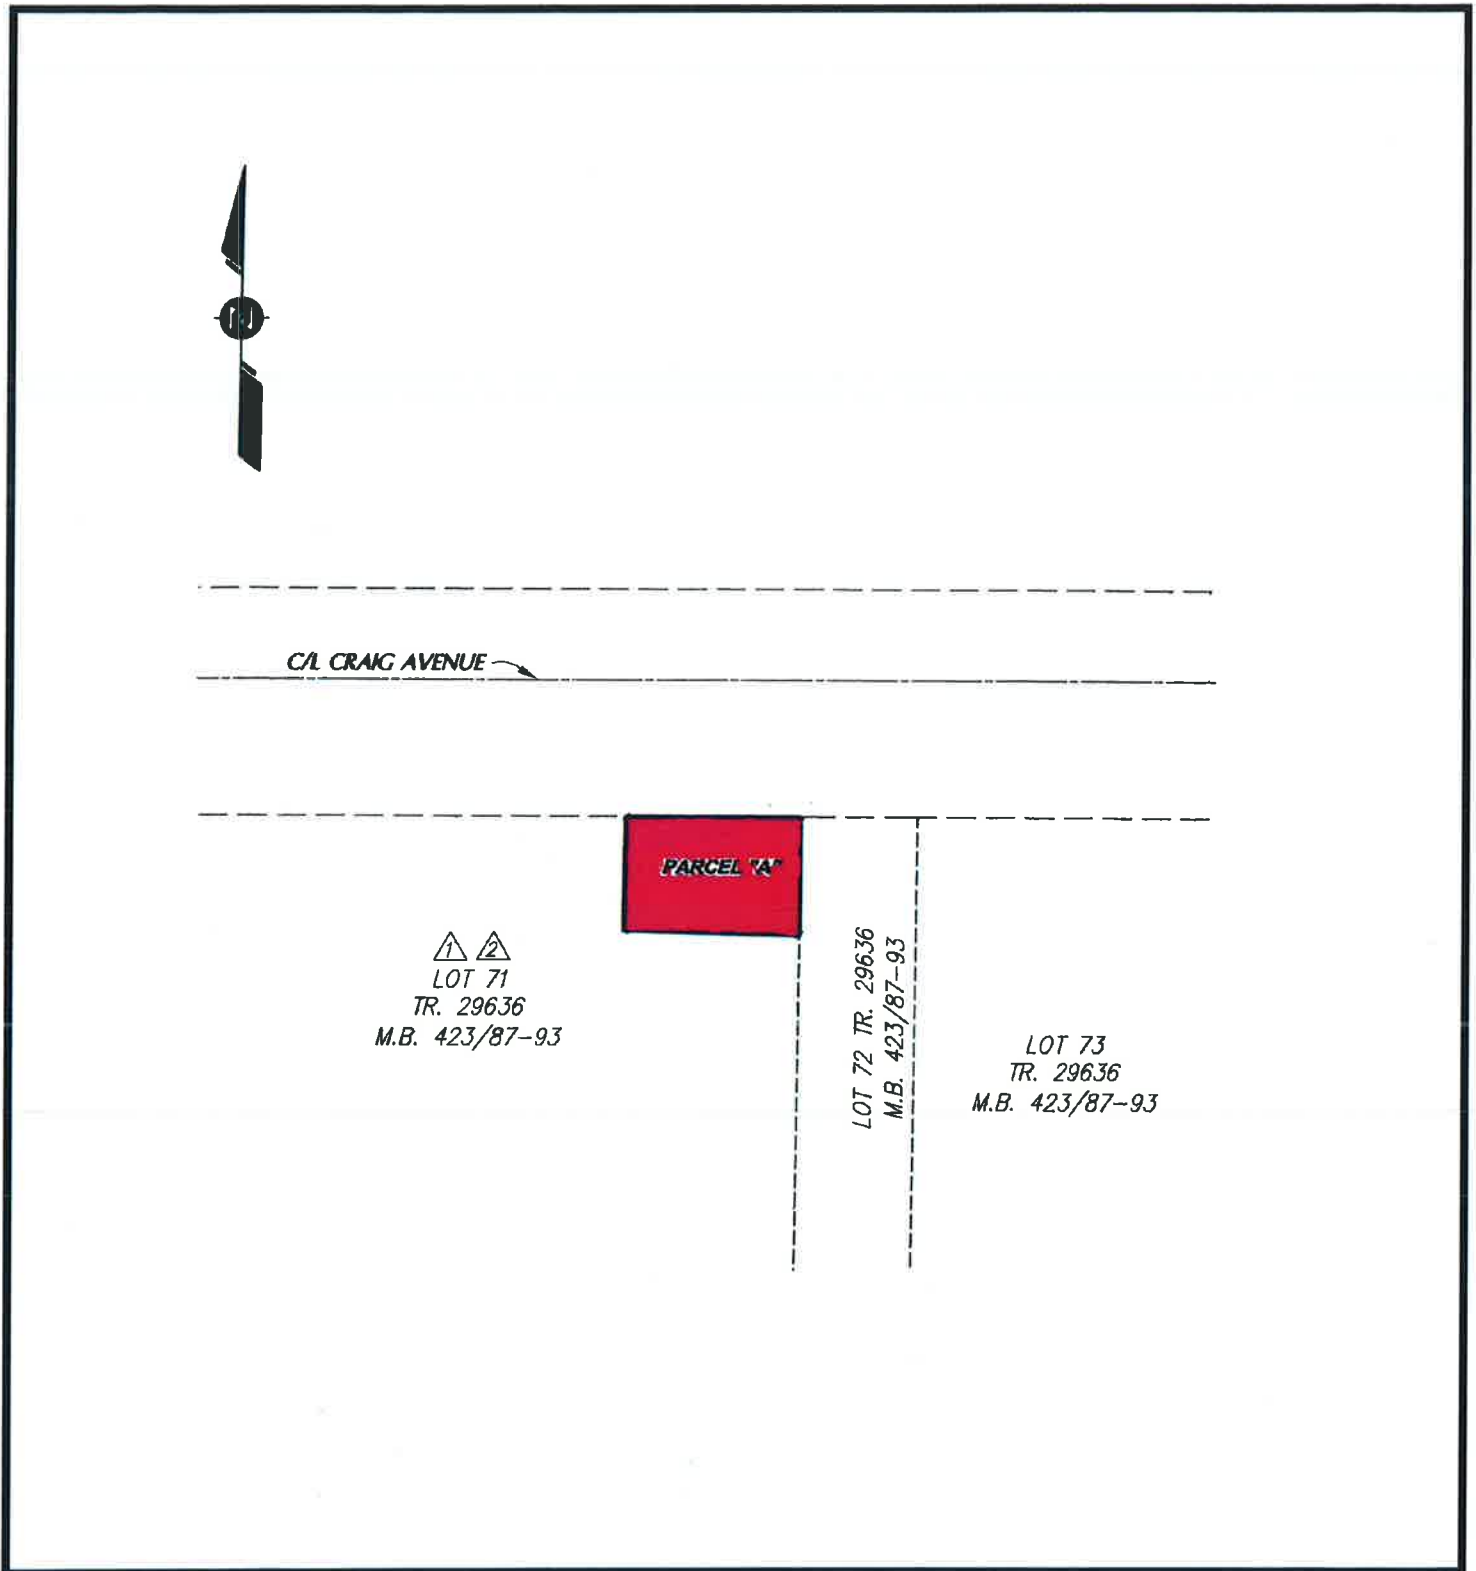 N
C/L CRAIG AVENUE
PARCEL "A"
1 2
LOT 71
TR. 29636
M.B. 423/87-93
LOT 72 TR. 29636
M.B. 423/87-93
LOT 73
TR. 29636
M.B. 423/87-93